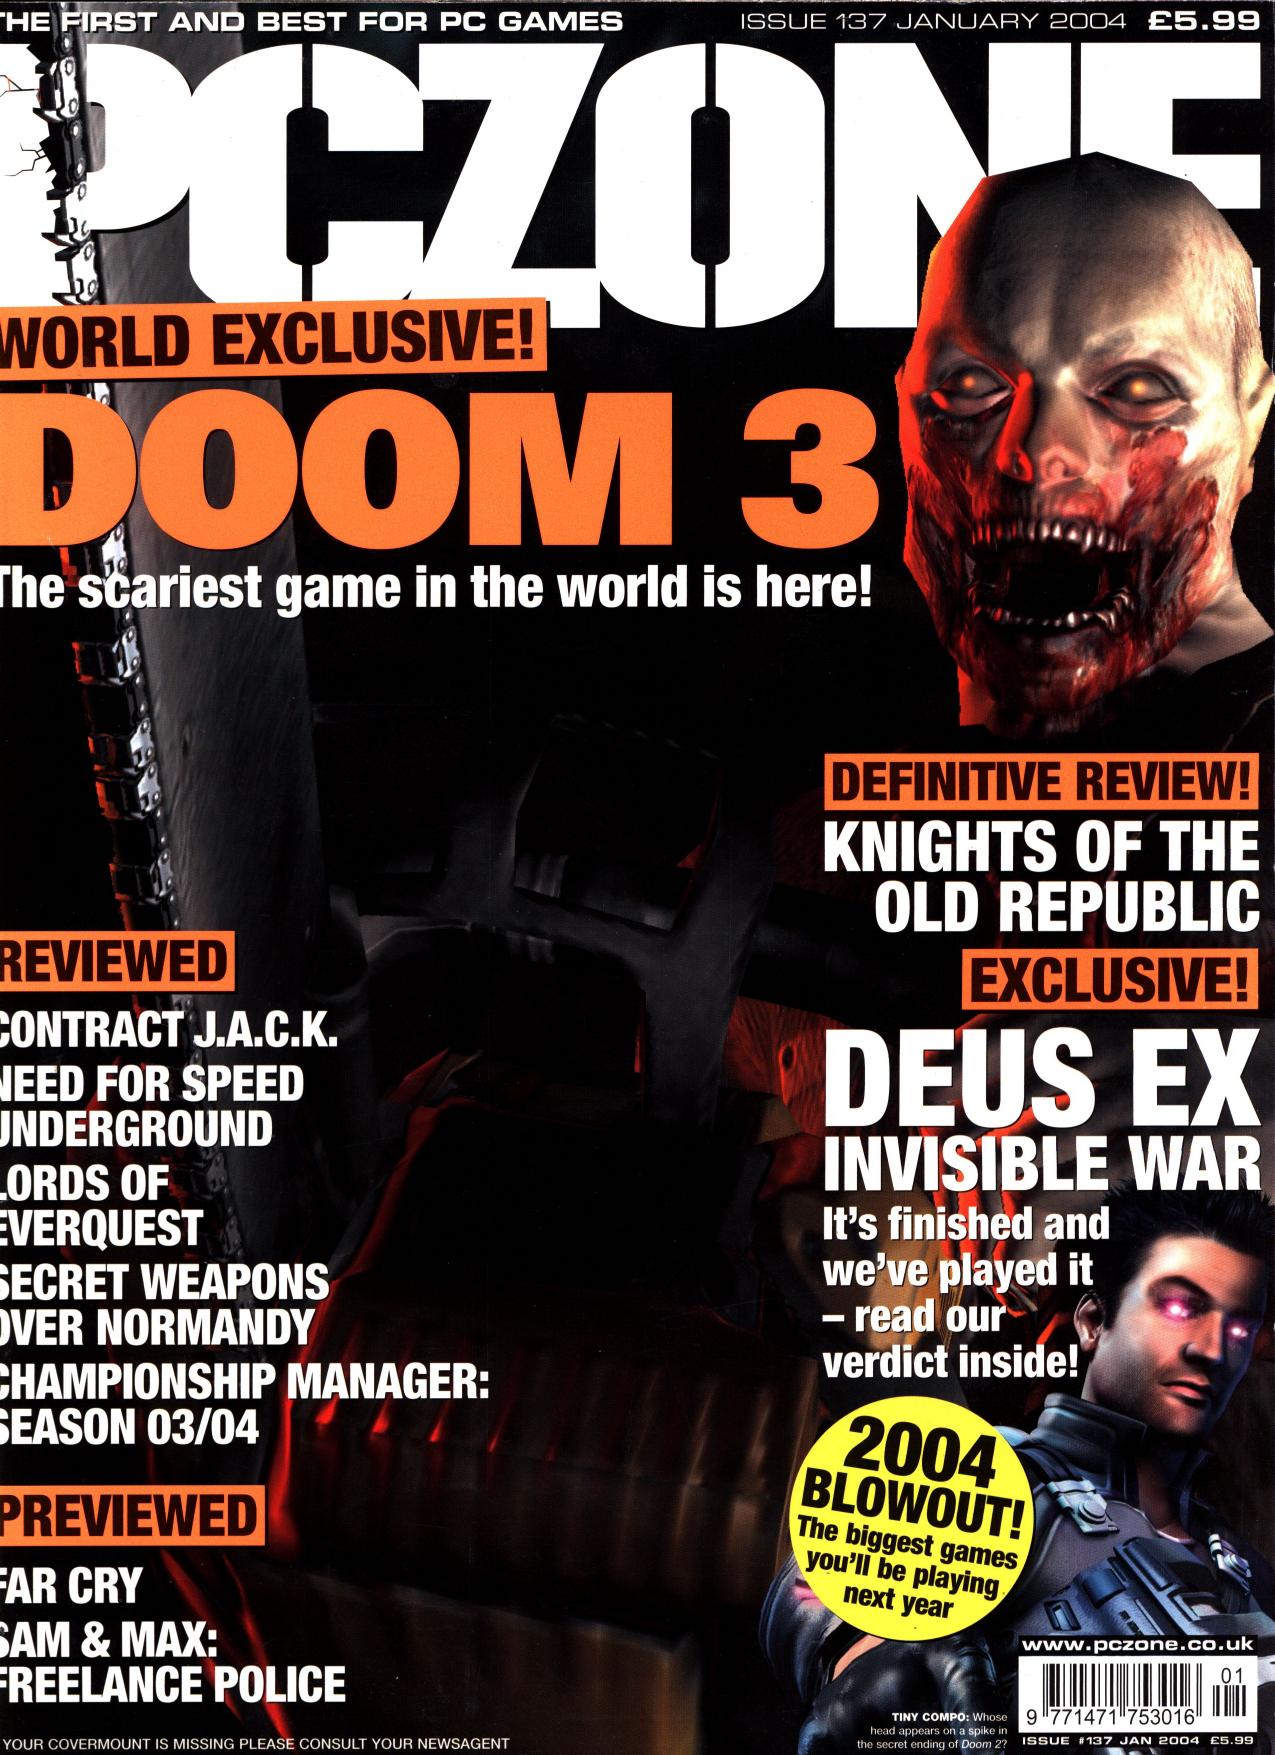 THE FIRST AND BEST FOR PC GAMES
ISSUE 137 JANUARY 2004 £5.99
PCZONE
WORLD EXCLUSIVE!
DOOM 3
The scariest game in the world is here!
DEFINITIVE REVIEW!
KNIGHTS OF THE
OLD REPUBLIC
EXCLUSIVE!
DEUS EX
INVISIBLE WAR
It's finished and
we've played it
– read our
verdict inside!
REVIEWED
CONTRACT J.A.C.K.
NEED FOR SPEED
UNDERGROUND
LORDS OF
EVERQUEST
SECRET WEAPONS
OVER NORMANDY
CHAMPIONSHIP MANAGER:
SEASON 03/04
PREVIEWED
FAR CRY
SAM & MAX:
FREELANCE POLICE
2004
BLOWOUT!
The biggest games
you'll be playing
next year
www.pczone.co.uk
01
9 771471 753016
ISSUE #137 JAN 2004 £5.99
TINY COMPO: Whose
head appears on a spike in
the secret ending of Doom 2?
YOUR COVERMOUNT IS MISSING PLEASE CONSULT YOUR NEWSAGENT